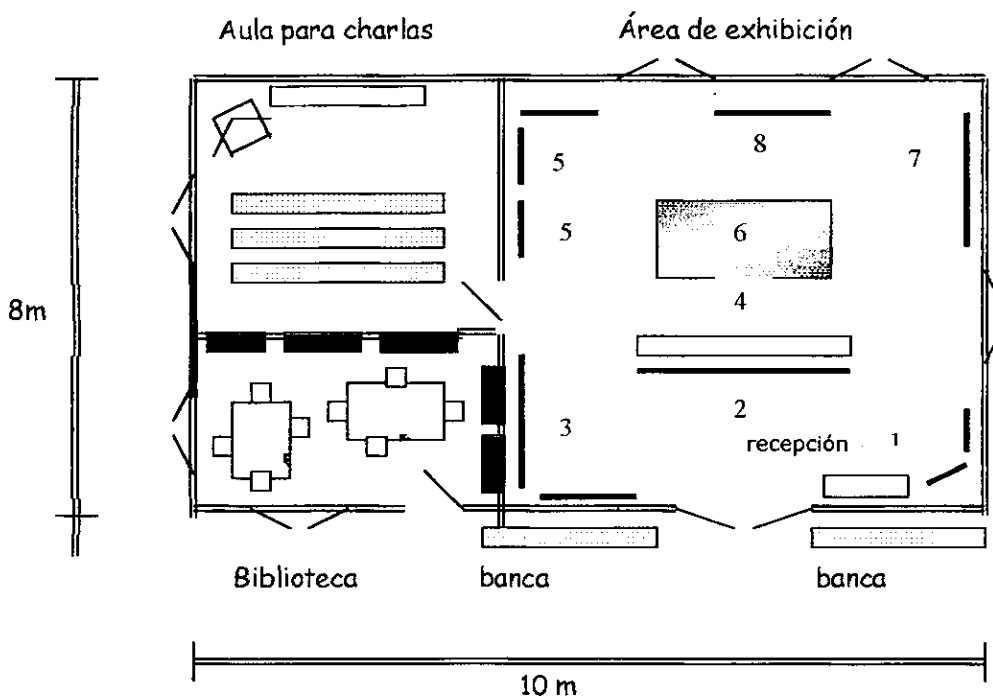 Aula para charlas
Área de exhibición
8
7
5
5
6
4
8m
3
2
1
recepción
Biblioteca
banca
banca
10 m